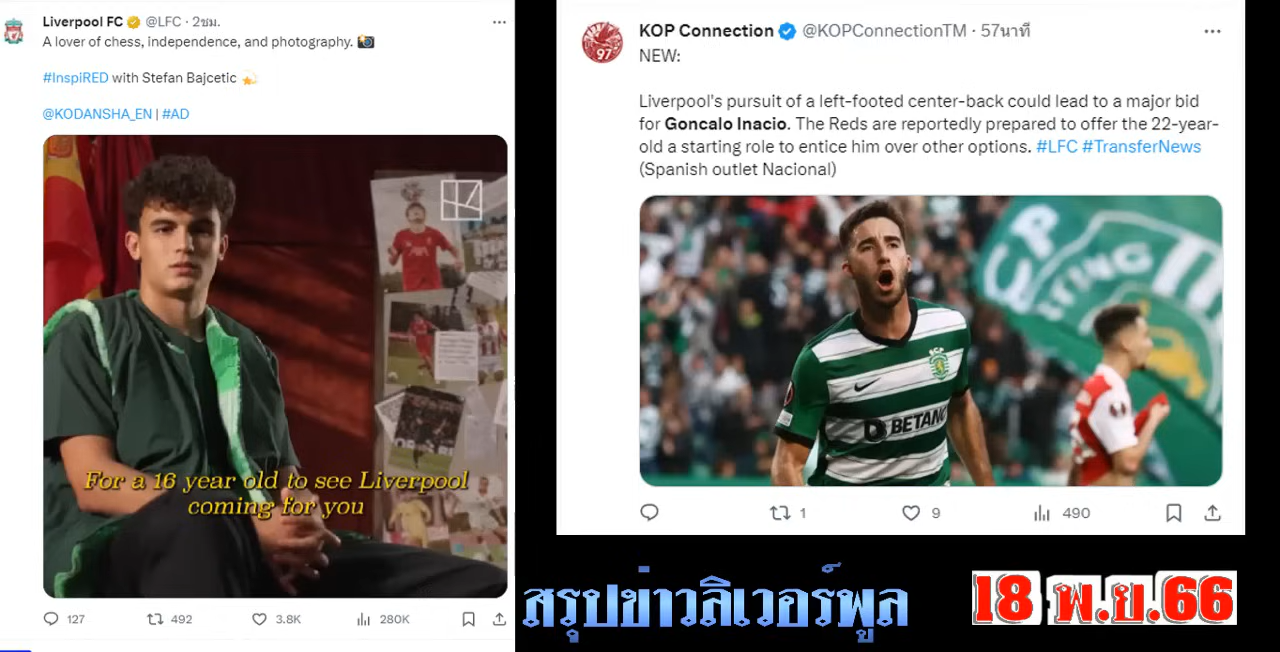 Liverpool FC @LFC · 2ชม.
A lover of chess, independence, and photography.
#InspiRED with Stefan Bajcetic
@KODANSHA_EN | #AD
For a 16 year old to see Liverpool
coming for you
127 492 3.8K 280K
KOP Connection @KOPConnectionTM · 57นาที
NEW:
Liverpool's pursuit of a left-footed center-back could lead to a major bid
for Goncalo Inacio. The Reds are reportedly prepared to offer the 22-year-
old a starting role to entice him over other options. #LFC #TransferNews
(Spanish outlet Nacional)
BETANO
1 9 490
สรุปข่าวลิเวอร์พูล
18 พ.ย.66